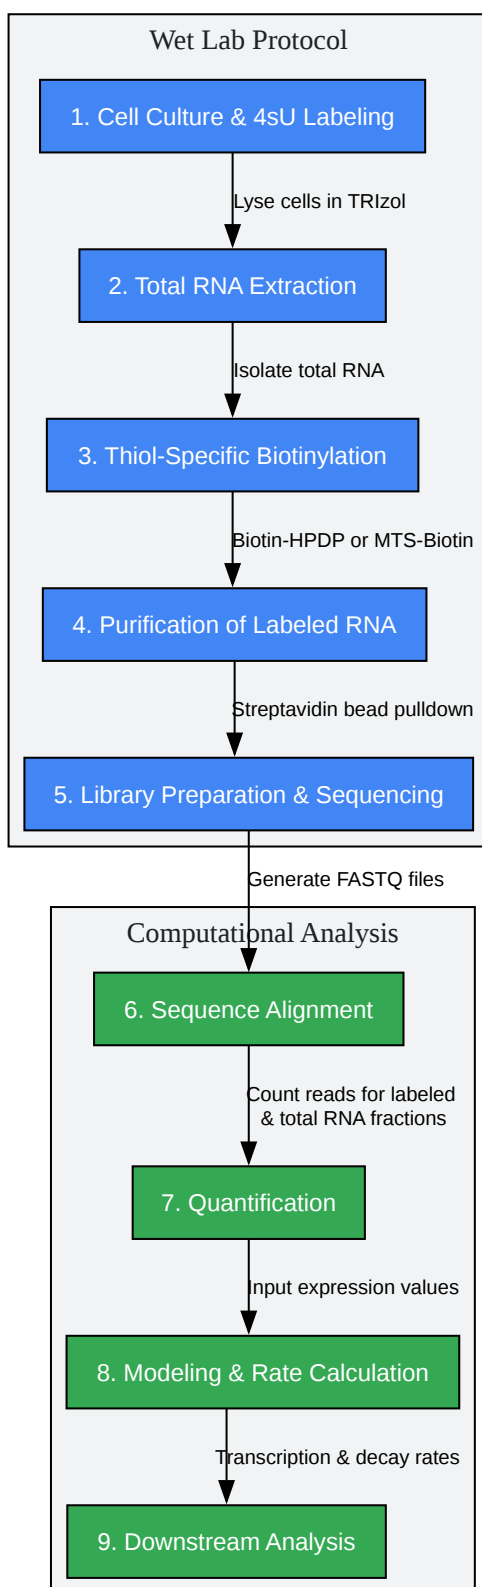 Wet Lab Protocol
1. Cell Culture & 4sU Labeling
Lyse cells in TRIzol
2. Total RNA Extraction
Isolate total RNA
3. Thiol-Specific Biotinylation
Biotin-HPDP or MTS-Biotin
4. Purification of Labeled RNA
Streptavidin bead pulldown
5. Library Preparation & Sequencing
Generate FASTQ files
Computational Analysis
6. Sequence Alignment
Count reads for labeled
& total RNA fractions
7. Quantification
Input expression values
8. Modeling & Rate Calculation
Transcription & decay rates
9. Downstream Analysis